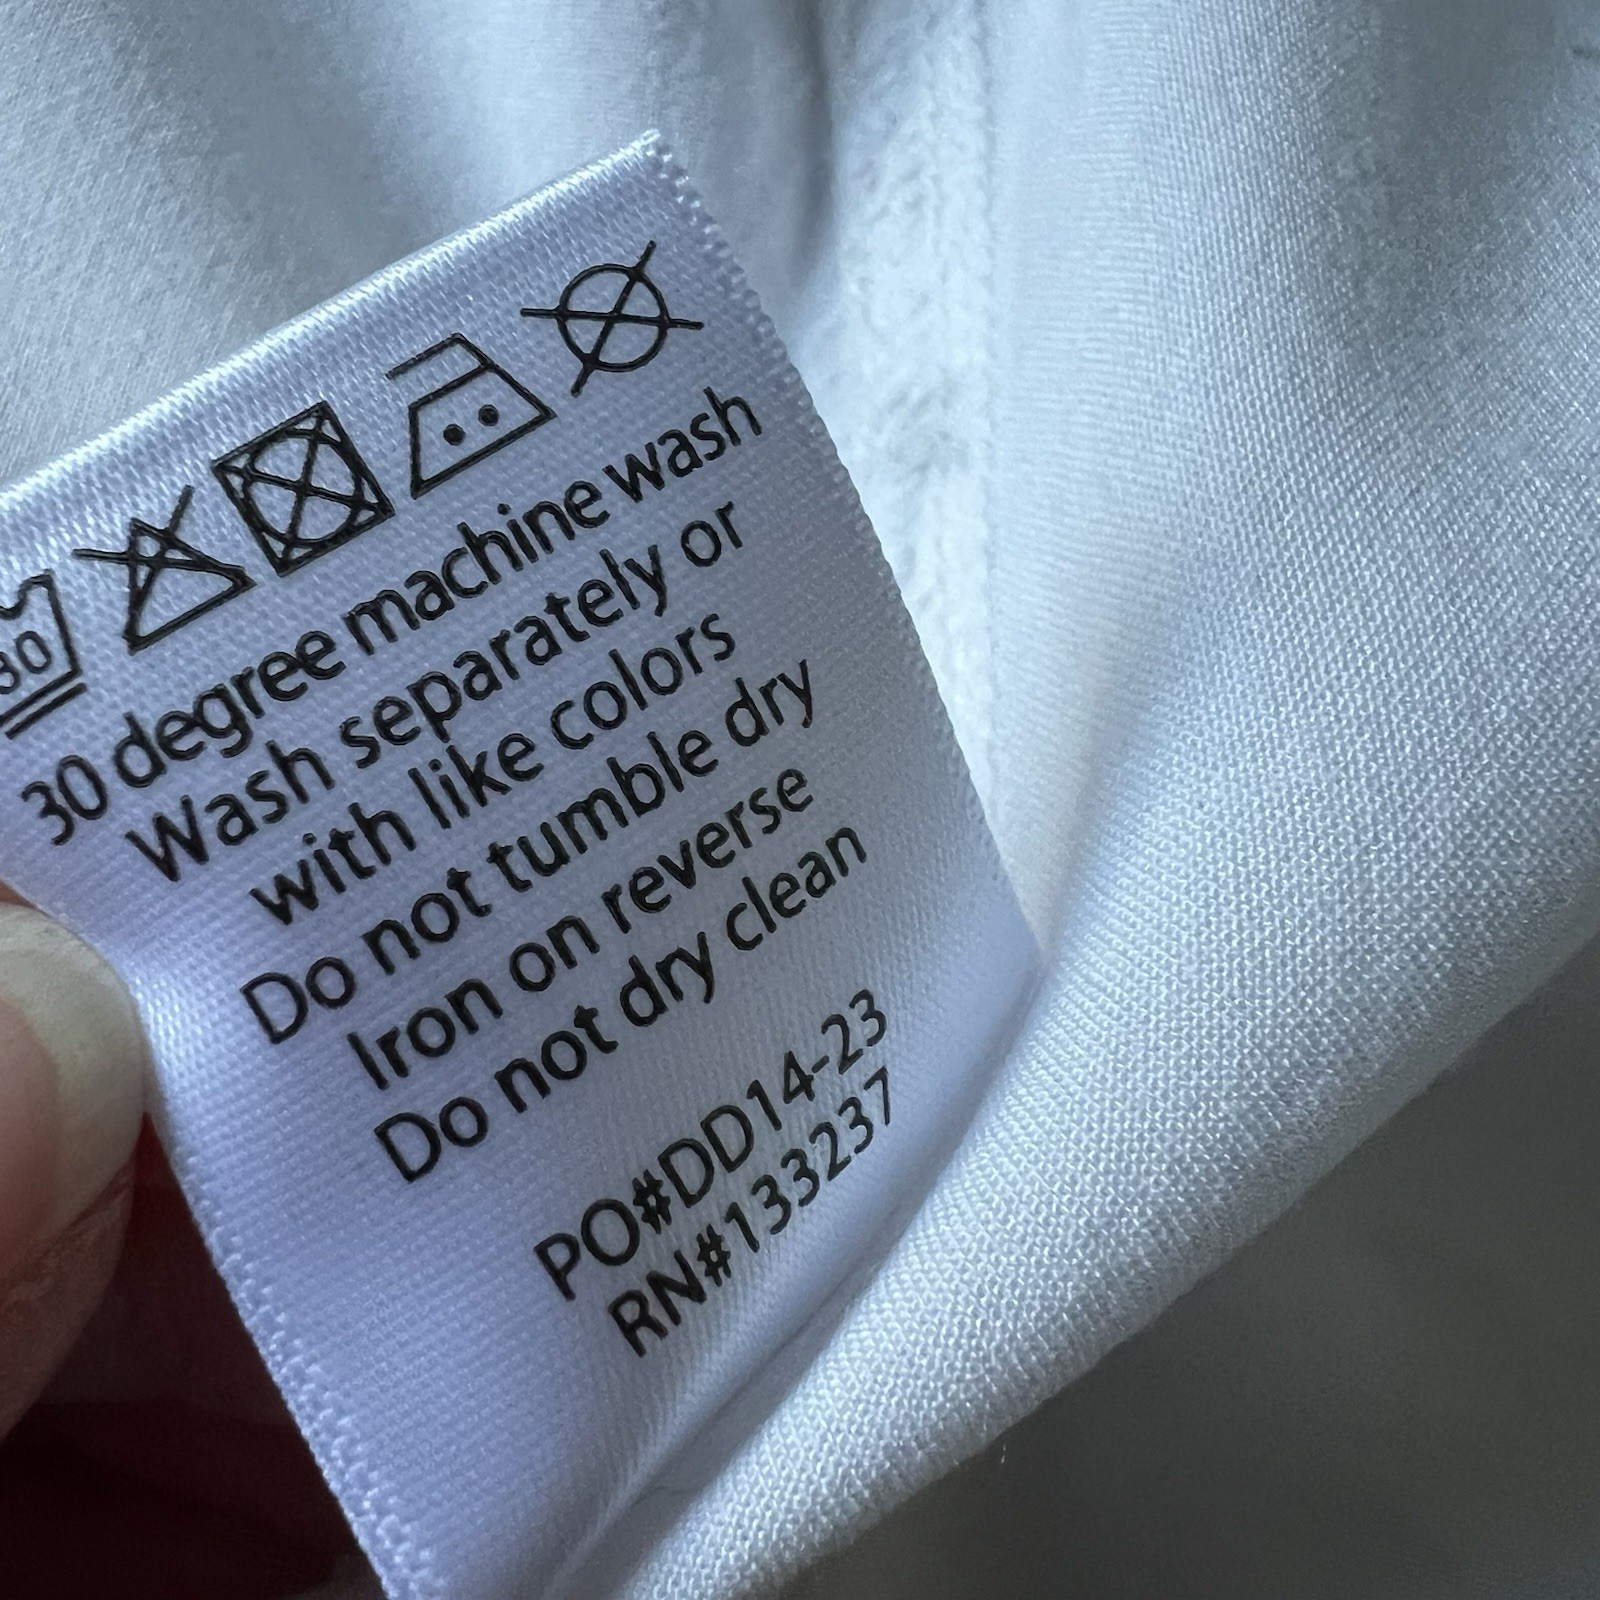 30
30 degree machine wash
Wash separately or
with like colors
Do not tumble dry
Iron on reverse
Do not dry clean
PO#DD14-23
RN#133237